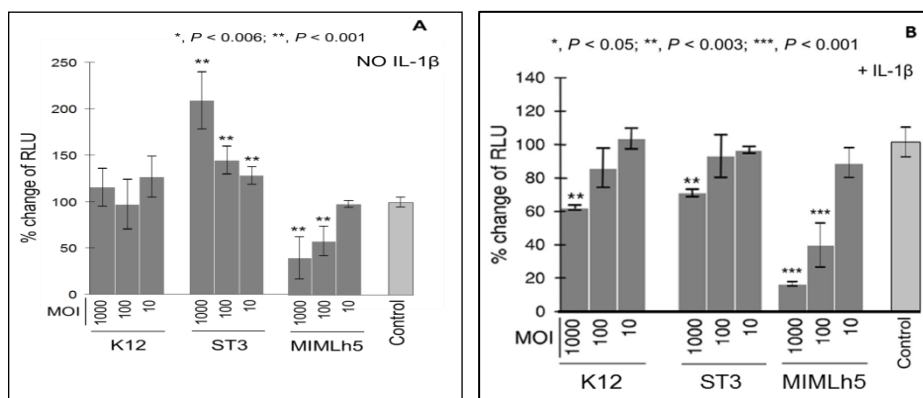 A
*, P < 0.006; **, P < 0.001
NO IL-1β
% change of RLU
250
200
150
100
50
0
**
**
**
**
**
MOI
1000
100
10
1000
100
10
1000
100
10
Control
K12
ST3
MIMLh5
B
*, P < 0.05; **, P < 0.003; ***, P < 0.001
+ IL-1β
% change of RLU
140
120
100
80
60
40
20
0
**
**
***
***
MOI
1000
100
10
1000
100
10
1000
100
10
Control
K12
ST3
MIMLh5